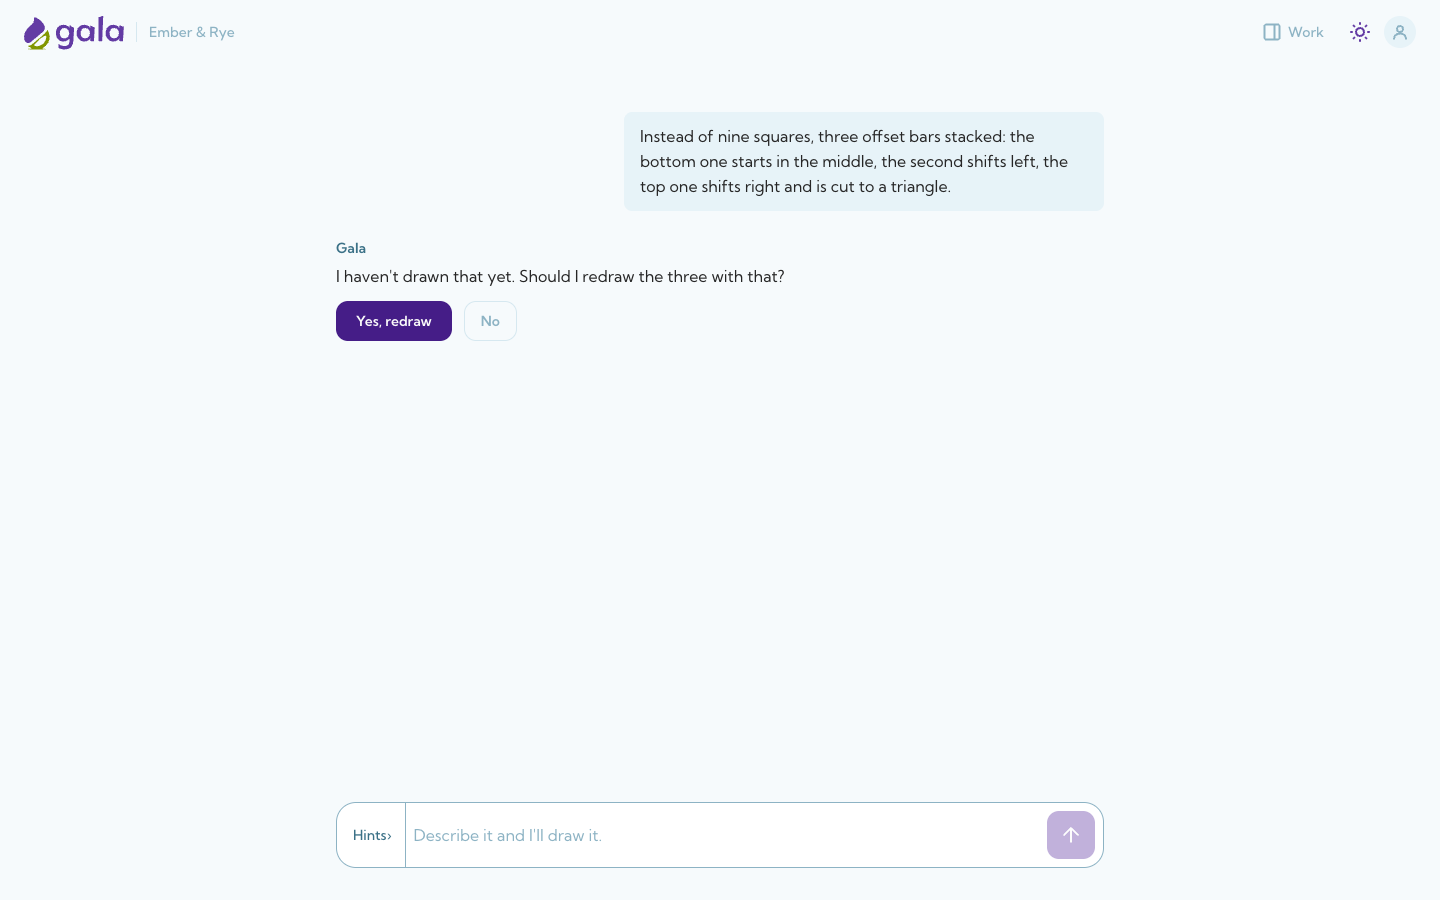 gala
Ember & Rye
Work
Instead of nine squares, three offset bars stacked: the
bottom one starts in the middle, the second shifts left, the
top one shifts right and is cut to a triangle.
Gala
I haven't drawn that yet. Should I redraw the three with that?
Yes, redraw
No
Hints›
Describe it and I'll draw it.